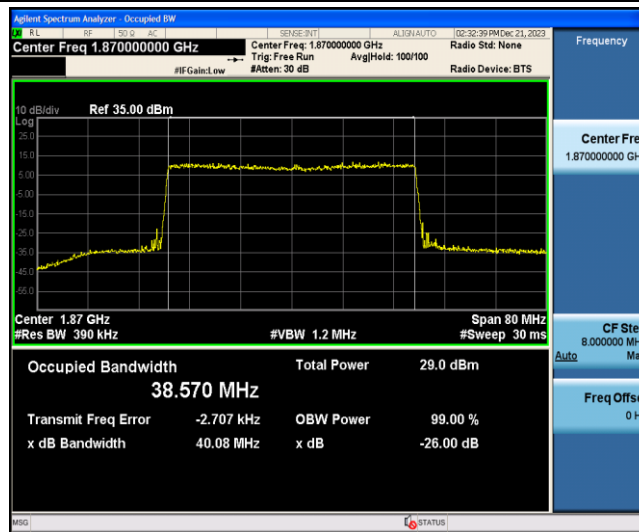 Agilent Spectrum Analyzer - Occupied BW
RL RF 50 Ω AC SENSE:INT ALIGN AUTO 02:32:39 PM Dec 21, 2023
Center Freq 1.870000000 GHz
Center Freq: 1.870000000 GHz
Radio Std: None
Trig: Free Run Avg|Hold: 100/100
#IFGain:Low #Atten: 30 dB Radio Device: BTS
Frequency
10 dB/div Ref 35.00 dBm
Log
25.0
15.0
5.00
-5.00
-15.0
-25.0
-35.0
-45.0
-55.0
Center 1.87 GHz Span 80 MHz
#Res BW 390 kHz #VBW 1.2 MHz #Sweep 30 ms
Occupied Bandwidth Total Power 29.0 dBm
38.570 MHz
Transmit Freq Error -2.707 kHz OBW Power 99.00 %
x dB Bandwidth 40.08 MHz x dB -26.00 dB
Center Fre
1.870000000 GH
CF Ste
8.000000 MH
Auto Ma
Freq Offse
0 H
MSG STATUS